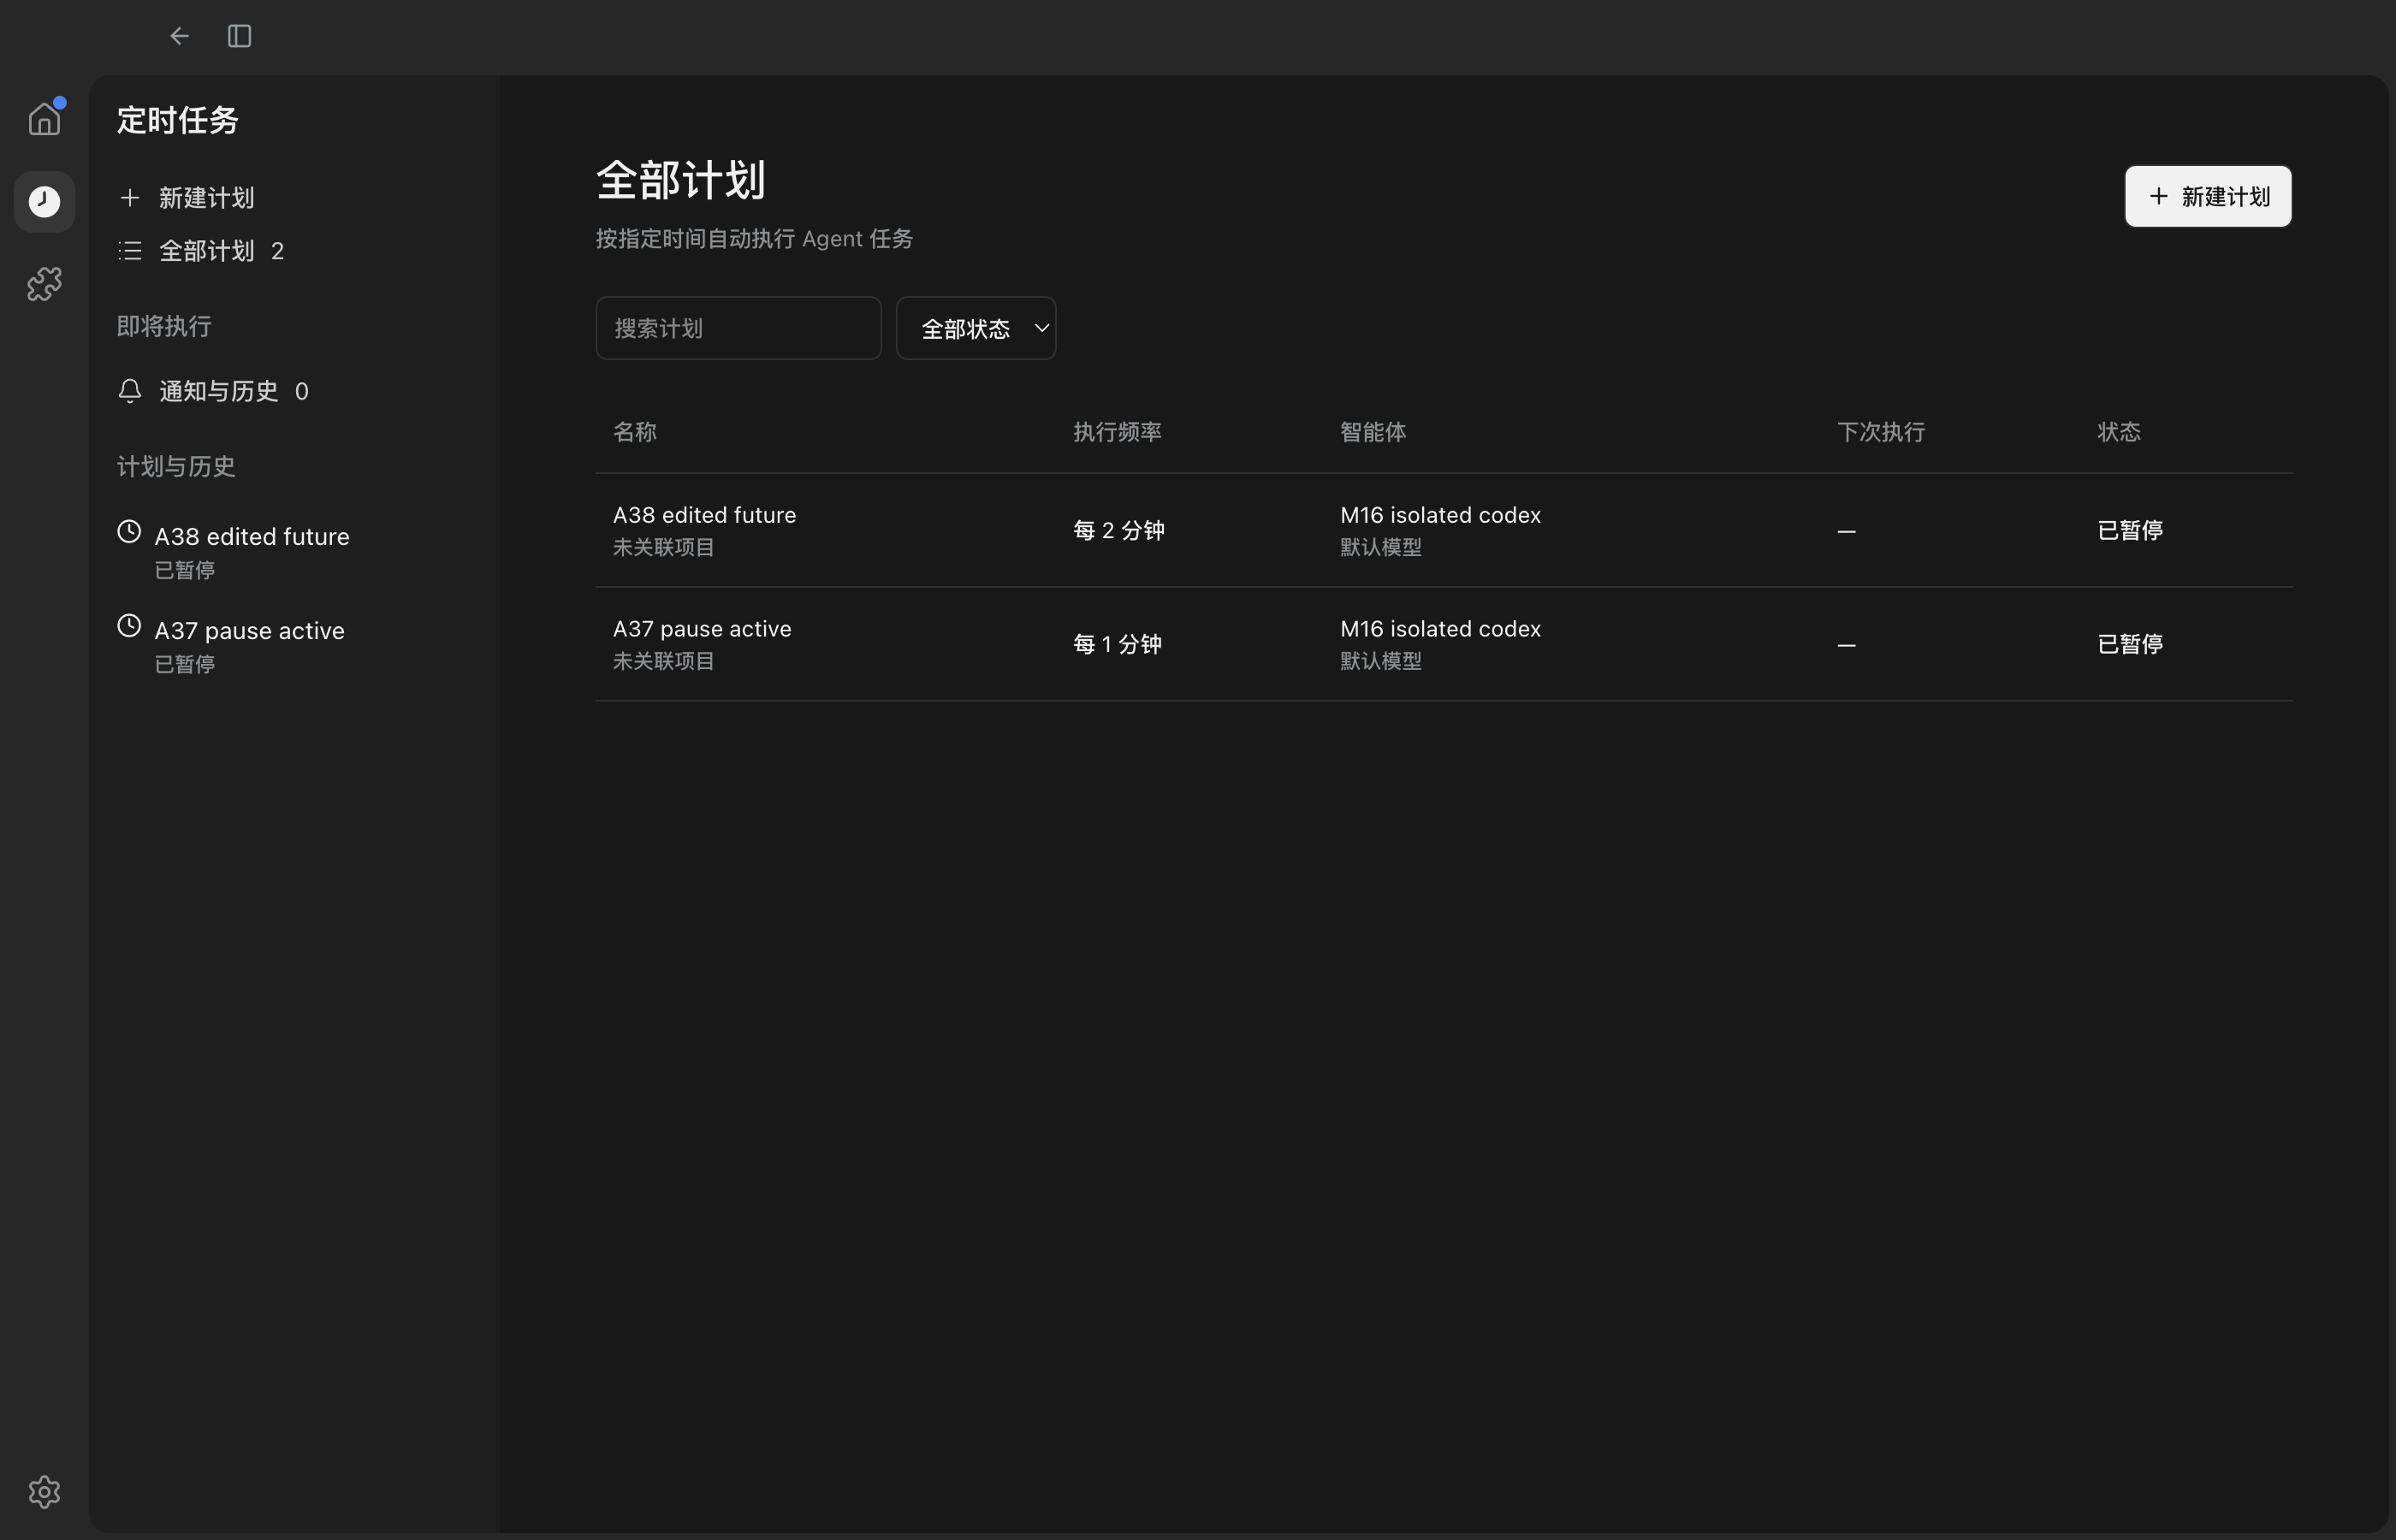 定时任务
新建计划
全部计划 2
即将执行
通知与历史 0
计划与历史
A38 edited future
已暂停
A37 pause active
已暂停
全部计划
按指定时间自动执行 Agent 任务
新建计划
搜索计划
全部状态
名称 执行频率 智能体 下次执行 状态
A38 edited future
未关联项目
每 2 分钟
M16 isolated codex
默认模型
—
已暂停
A37 pause active
未关联项目
每 1 分钟
M16 isolated codex
默认模型
—
已暂停